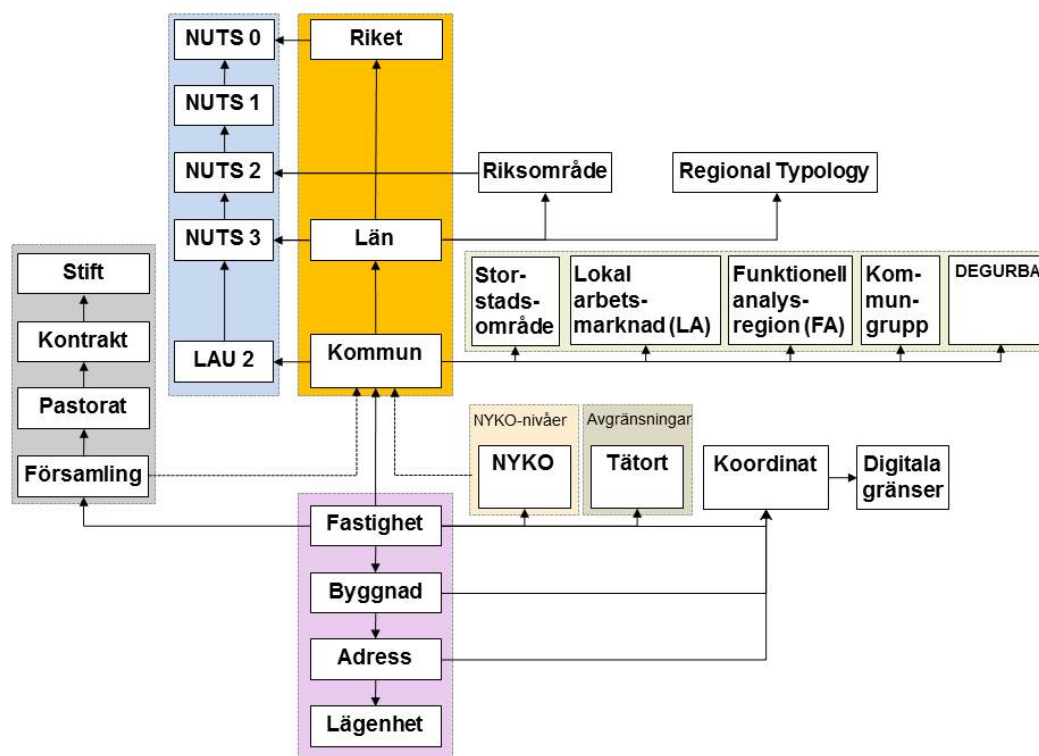 NUTS 0
Riket
NUTS 1
NUTS 2
Riksområde
Regional Typology
NUTS 3
Län
Stift
Kontrakt
Pastorat
Församling
LAU 2
Kommun
Stor-
stads-
område
Lokal
arbets-
marknad (LA)
Funktionell
analys-
region (FA)
Kom-
mun-
grupp
DEGURBA
NYKO-nivåer
NYKO
Avgränsningar
Tätort
Koordinat
Digitala
gränser
Fastighet
Byggnad
Adress
Lägenhet